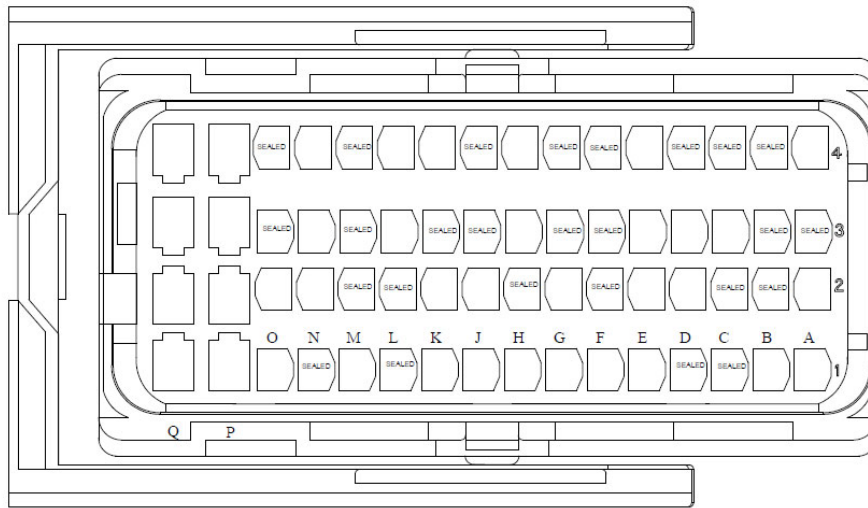 SEALED SEALED SEALED SEALED SEALED SEALED SEALED SEALED 4
SEALED SEALED SEALED SEALED SEALED SEALED SEALED SEALED 3
SEALED SEALED SEALED SEALED SEALED SEALED 2
O N M L K J H G F E D C B A
SEALED SEALED SEALED SEALED 1
Q P